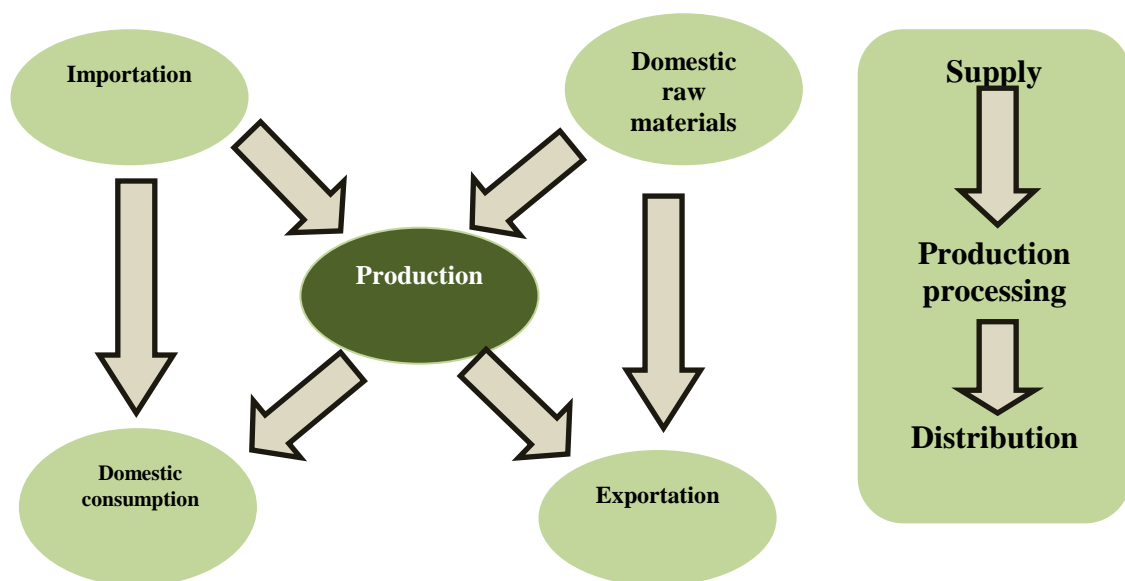 Importation
Domestic
raw
materials
Production
Domestic
consumption
Exportation
Supply
Production
processing
Distribution